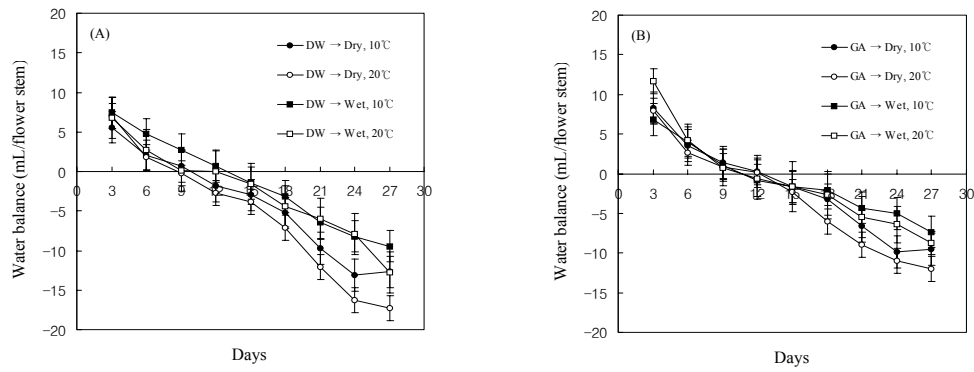 20
15
10
5
0
−5
−10
−15
−20
Water balance (mL/flower stem)
(A)
DW → Dry, 10℃
DW → Dry, 20℃
DW → Wet, 10℃
DW → Wet, 20℃
0 3 6 9 12 15 18 21 24 27 30
Days
20
15
10
5
0
−5
−10
−15
−20
Water balance (mL/flower stem)
(B)
GA → Dry, 10℃
GA → Dry, 20℃
GA → Wet, 10℃
GA → Wet, 20℃
0 3 6 9 12 15 18 21 24 27 30
Days